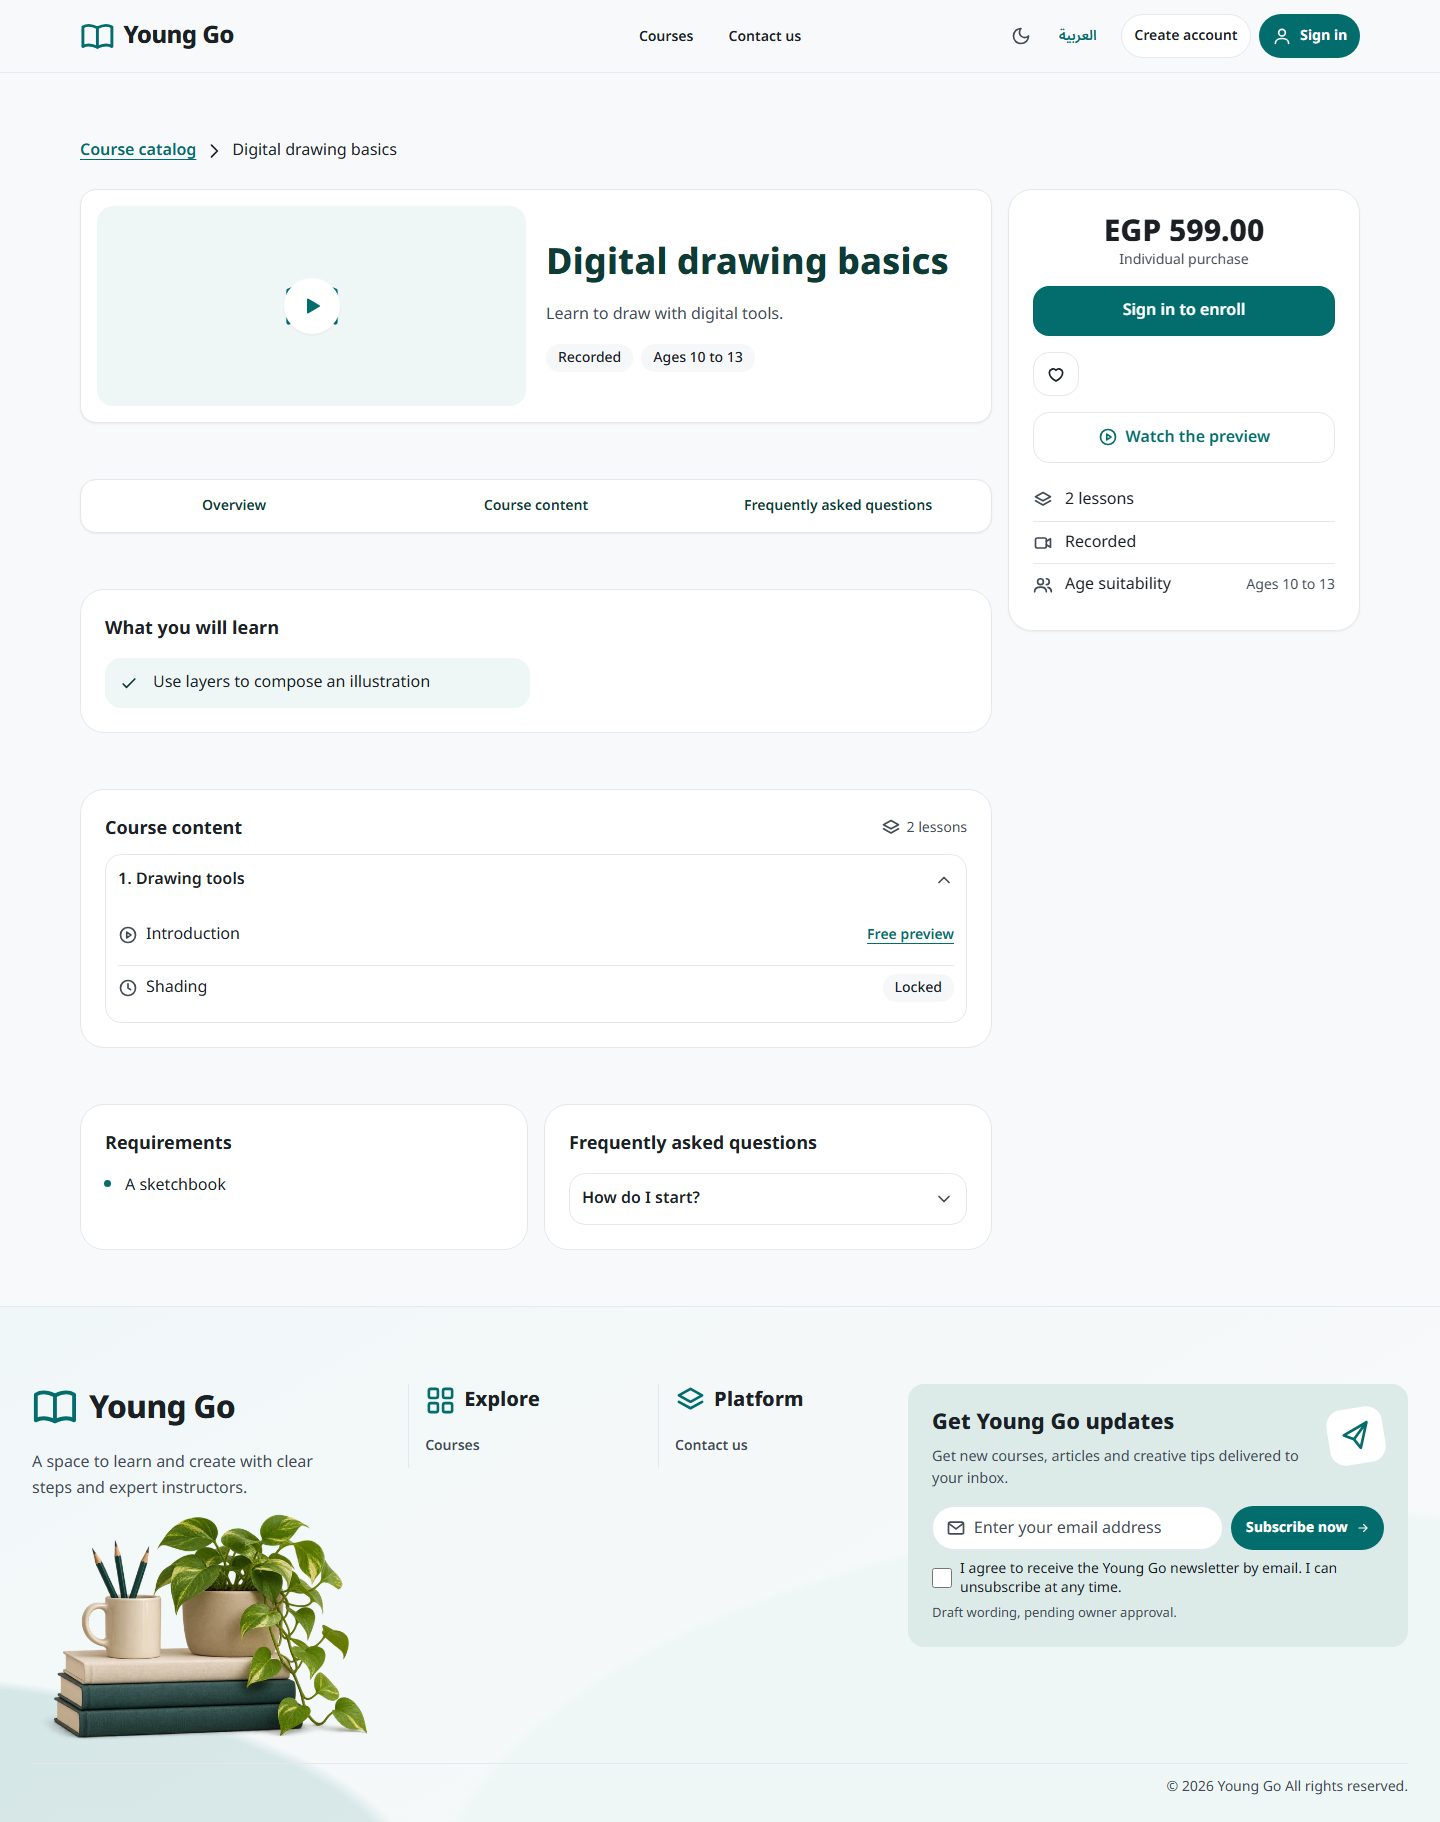 Young Go
Courses
Contact us
العربية
Create account
Sign in
Course catalog
Digital drawing basics
Digital drawing basics
Learn to draw with digital tools.
Recorded
Ages 10 to 13
EGP 599.00
Individual purchase
Sign in to enroll
Watch the preview
2 lessons
Recorded
Age suitability
Ages 10 to 13
Overview
Course content
Frequently asked questions
What you will learn
Use layers to compose an illustration
Course content
2 lessons
1. Drawing tools
Introduction
Free preview
Shading
Locked
Requirements
A sketchbook
Frequently asked questions
How do I start?
Young Go
A space to learn and create with clear
steps and expert instructors.
Explore
Courses
Platform
Contact us
Get Young Go updates
Get new courses, articles and creative tips delivered to
your inbox.
Enter your email address
Subscribe now
I agree to receive the Young Go newsletter by email. I can
unsubscribe at any time.
Draft wording, pending owner approval.
© 2026 Young Go All rights reserved.